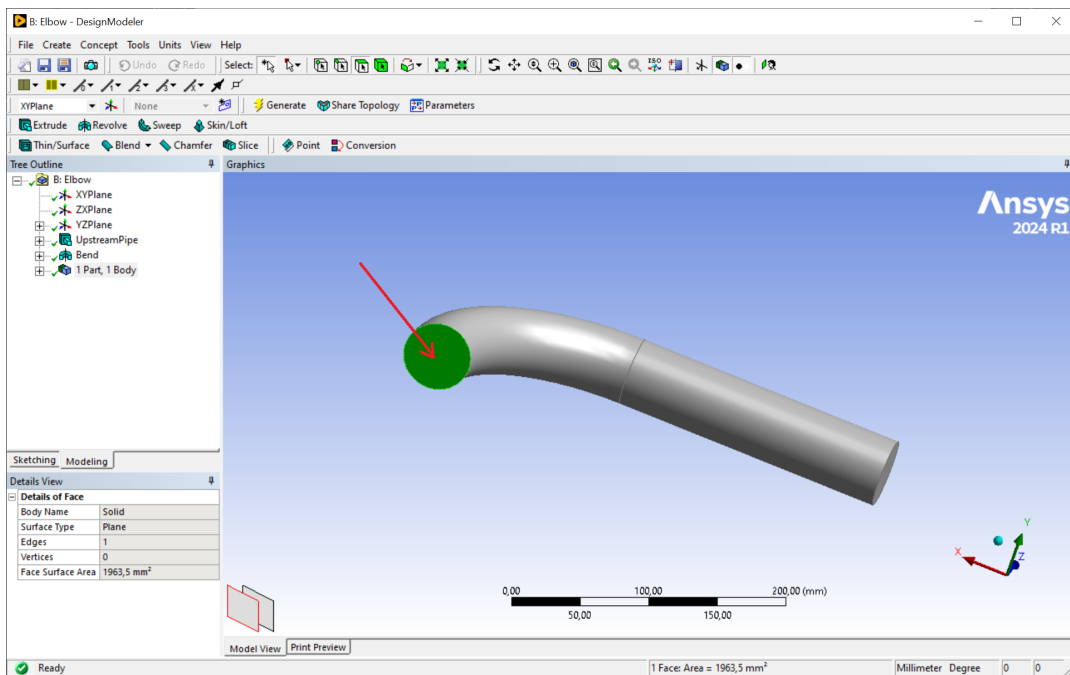 B: Elbow - DesignModeler
File Create Concept Tools Units View Help
Undo Redo Select: ISO
XYPlane None Generate Share Topology Parameters
Extrude Revolve Sweep Skin/Loft
Thin/Surface Blend Chamfer Slice Point Conversion
Tree Outline
B: Elbow
XYPlane
ZXPlane
YZPlane
UpstreamPipe
Bend
1 Part, 1 Body
Sketching Modeling
Details View
Details of Face
Body Name Solid
Surface Type Plane
Edges 1
Vertices 0
Face Surface Area 1963,5 mm²
Graphics
Ansys
2024 R1
Y
X
Z
0,00 100,00 200,00 (mm)
50,00 150,00
Model View Print Preview
Ready 1 Face: Area = 1963,5 mm² Millimeter Degree 0 0